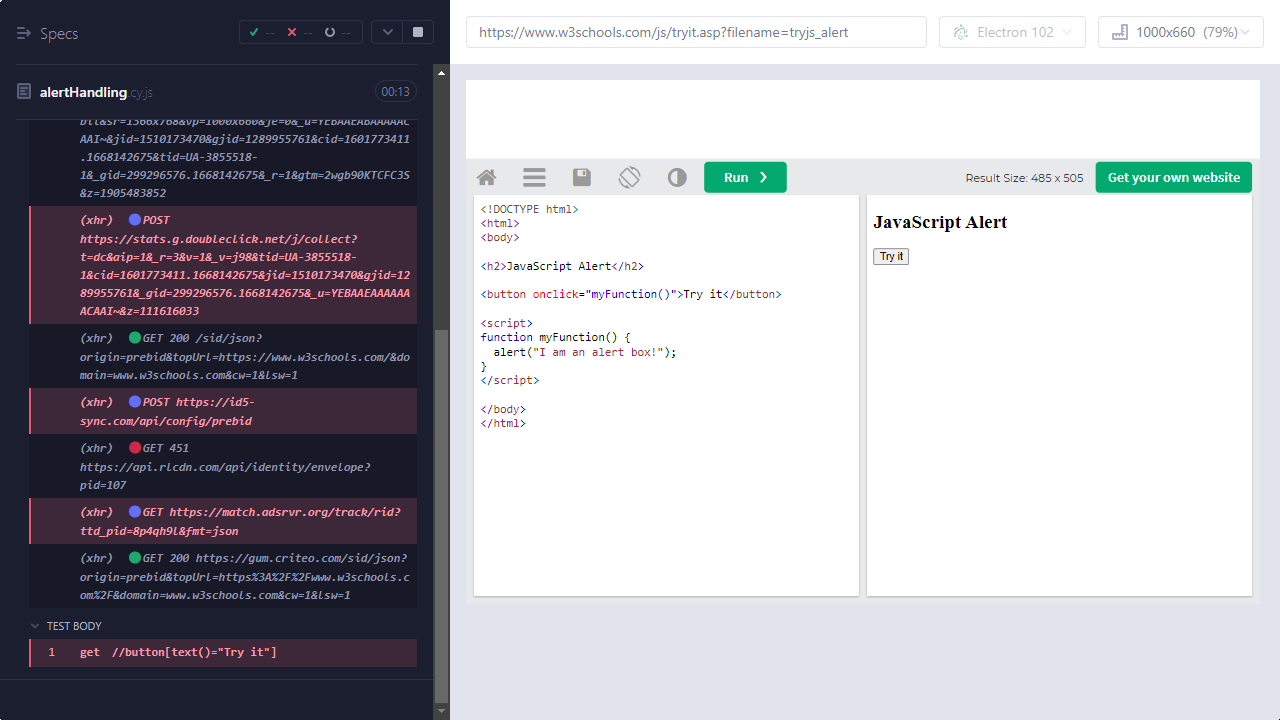 Specs
--
--
--
alertHandling.cy.js
00:13
bll&sr=1366x768&vp=1000x660&je=0&_u=YEBAAEABAAAAAC
AAI~&jid=1510173470&gjid=1289955761&cid=1601773411
.1668142675&tid=UA-3855518-
1&_gid=299296576.1668142675&_r=1&gtm=2wgb90KTCFC3S
&z=1905483852
(xhr) POST
https://stats.g.doubleclick.net/j/collect?
t=dc&aip=1&_r=3&v=1&_v=j98&tid=UA-3855518-
1&cid=1601773411.1668142675&jid=1510173470&gjid=12
89955761&_gid=299296576.1668142675&_u=YEBAAEAAAAAA
ACAAI~&z=111616033
(xhr) GET 200 /sid/json?
origin=prebid&topUrl=https://www.w3schools.com/&do
main=www.w3schools.com&cw=1&lsw=1
(xhr) POST https://id5-
sync.com/api/config/prebid
(xhr) GET 451
https://api.rlcdn.com/api/identity/envelope?
pid=107
(xhr) GET https://match.adsrvr.org/track/rid?
ttd_pid=8p4qh9l&fmt=json
(xhr) GET 200 https://gum.criteo.com/sid/json?
origin=prebid&topUrl=https%3A%2F%2Fwww.w3schools.c
om%2F&domain=www.w3schools.com&cw=1&lsw=1
TEST BODY
1 get //button[text()="Try it"]
https://www.w3schools.com/js/tryit.asp?filename=tryjs_alert
Electron 102
1000x660 (79%)
Run ❯
Result Size: 485 x 505
Get your own website
<!DOCTYPE html>
<html>
<body>
<h2>JavaScript Alert</h2>
<button onclick="myFunction()">Try it</button>
<script>
function myFunction() {
alert("I am an alert box!");
}
</script>
</body>
</html>
JavaScript Alert
Try it